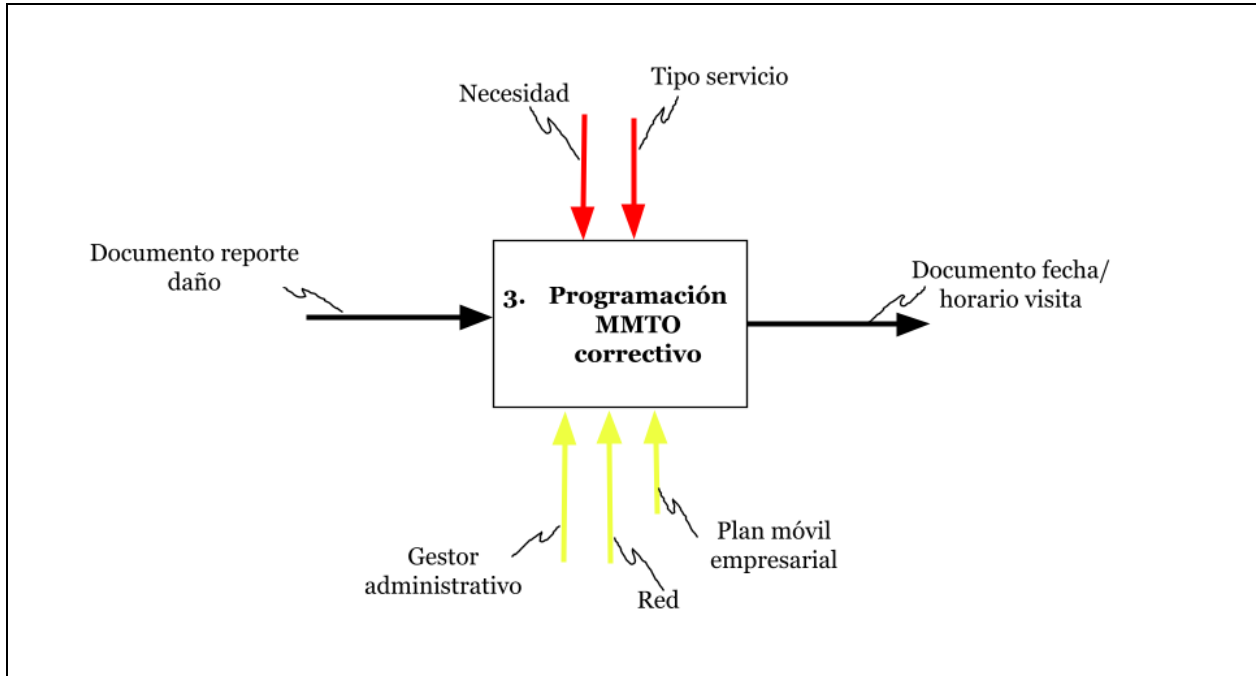 Necesidad
Tipo servicio
Documento reporte
daño
3. Programación
MMTO
correctivo
Documento fecha/
horario visita
Gestor
administrativo
Red
Plan móvil
empresarial